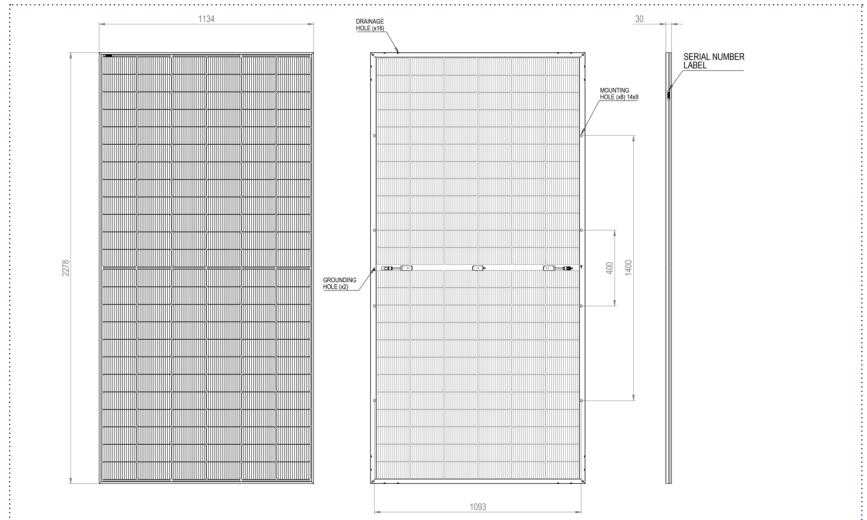 1134
2278
DRAINAGE
HOLE (x16)
MOUNTING
HOLE (x8) 14x9
GROUNDING
HOLE (x2)
400
1400
1093
30
SERIAL NUMBER
LABEL